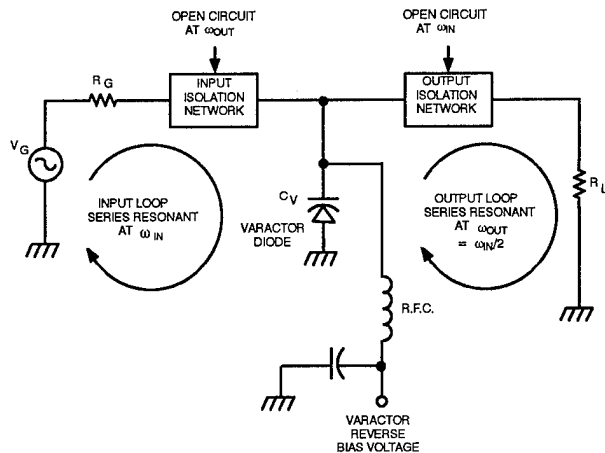 OPEN CIRCUIT
AT ωOUT
OPEN CIRCUIT
AT ωIN
RG
INPUT
ISOLATION
NETWORK
OUTPUT
ISOLATION
NETWORK
VG
RL
INPUT LOOP
SERIES RESONANT
AT ωIN
CV
VARACTOR
DIODE
OUTPUT LOOP
SERIES RESONANT
AT ωOUT
= ωIN/2
R.F.C.
VARACTOR
REVERSE
BIAS VOLTAGE